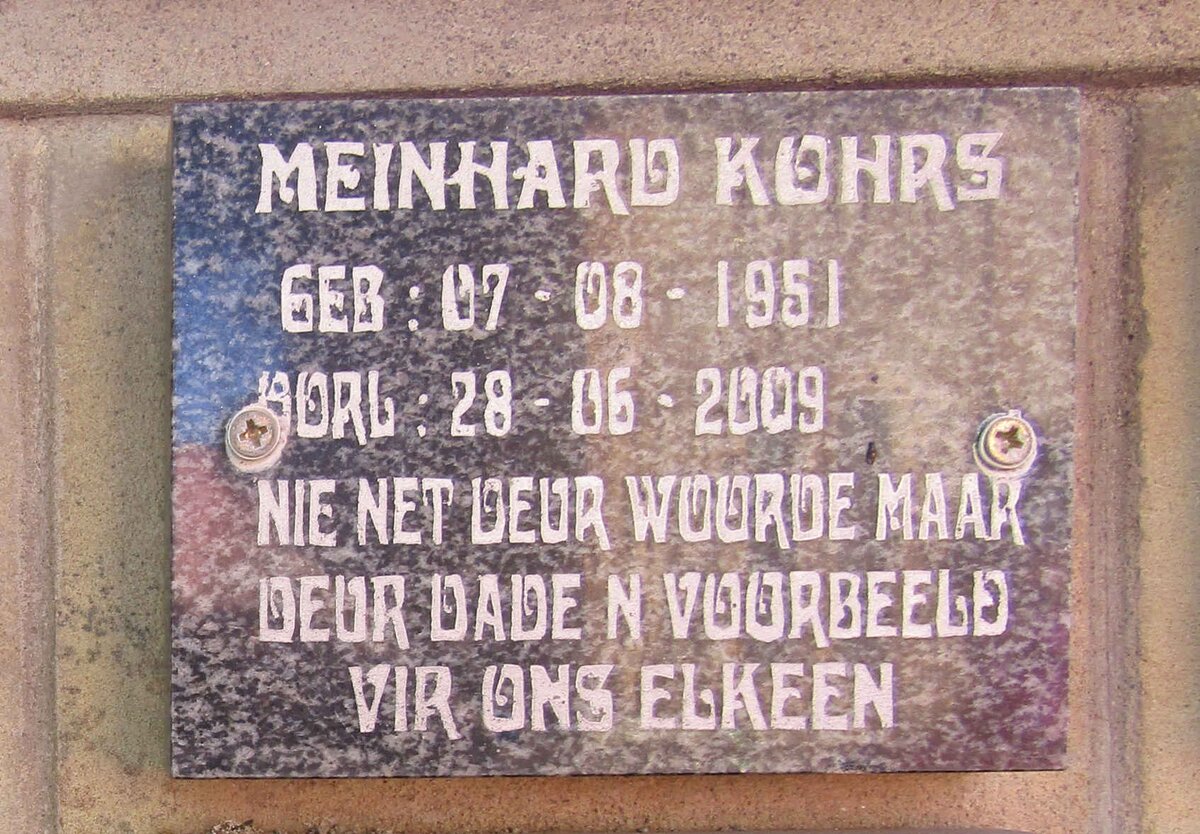 MEINHARD KOHRS
GEB : 07 - 08 - 1951
OORL : 28 - 06 - 2009
NIE NET DEUR WOORDE MAAR
DEUR DADE N VOORBEELD
VIR ONS ELKEEN